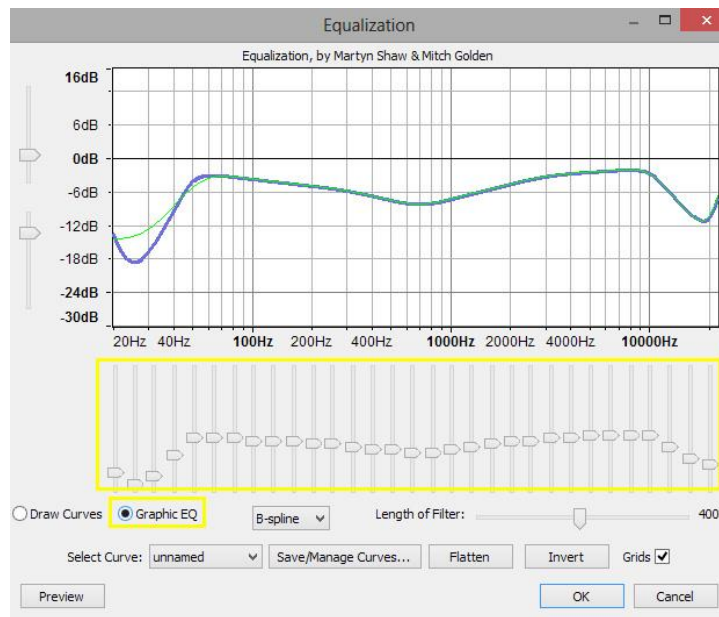 Equalization
Equalization, by Martyn Shaw & Mitch Golden
16dB
6dB
0dB
-6dB
-12dB
-18dB
-24dB
-30dB
20Hz 40Hz 100Hz 200Hz 400Hz 1000Hz 2000Hz 4000Hz 10000Hz
Draw Curves Graphic EQ B-spline Length of Filter: 400
Select Curve: unnamed Save/Manage Curves... Flatten Invert Grids
Preview OK Cancel